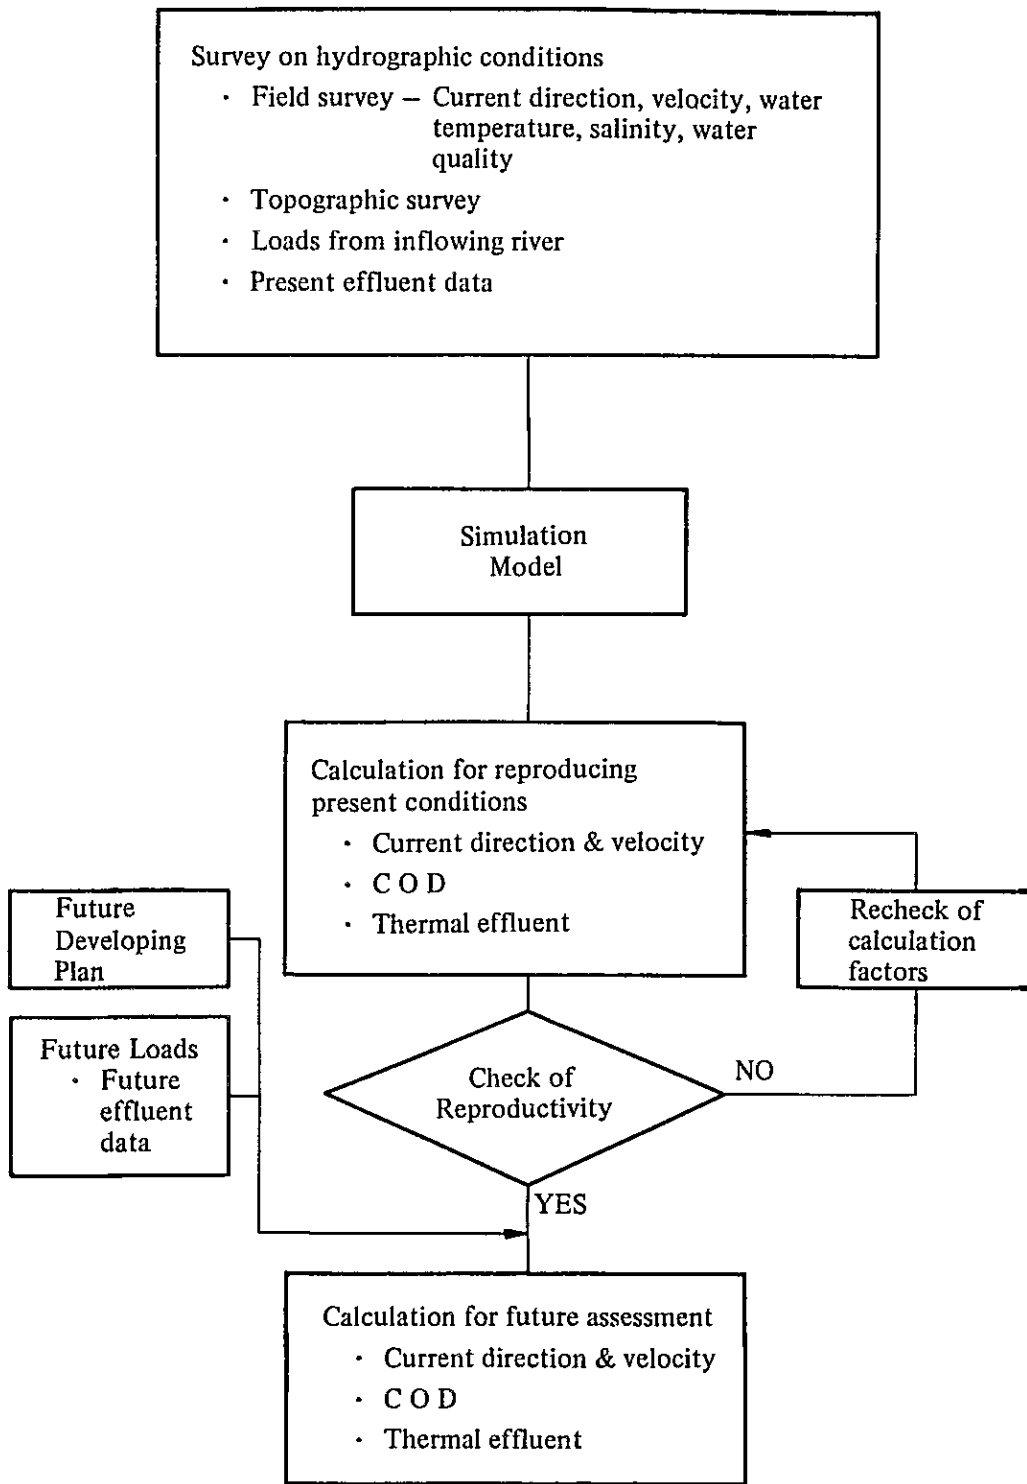 Survey on hydrographic conditions
· Field survey – Current direction, velocity, water
temperature, salinity, water
quality
· Topographic survey
· Loads from inflowing river
· Present effluent data
Simulation
Model
Calculation for reproducing
present conditions
· Current direction & velocity
· C O D
· Thermal effluent
Future
Developing
Plan
Recheck of
calculation
factors
Future Loads
· Future
effluent
data
Check of
Reproductivity
NO
YES
Calculation for future assessment
· Current direction & velocity
· C O D
· Thermal effluent